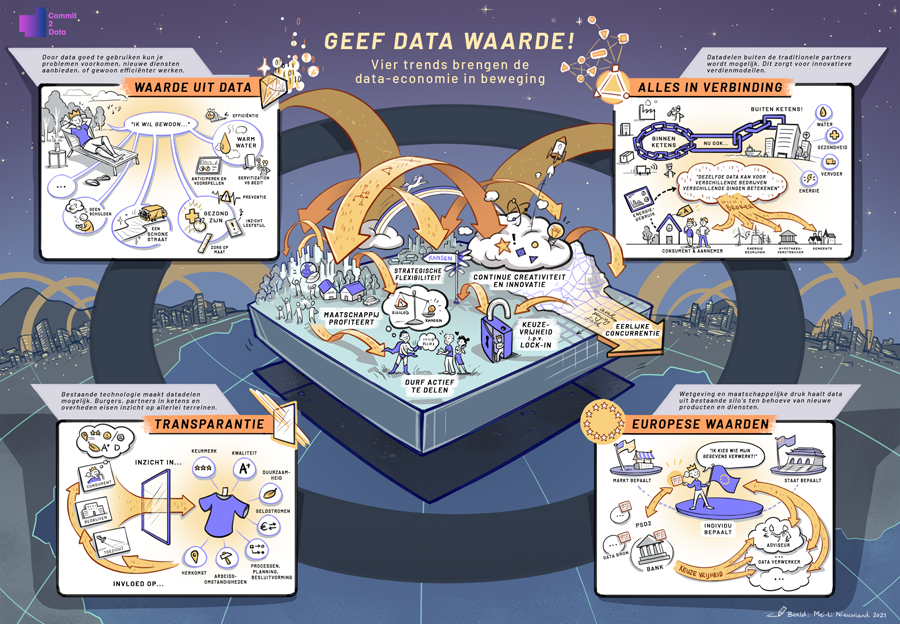 Commit
2
Data
GEEF DATA WAARDE!
Vier trends brengen de
data-economie in beweging
Door data goed te gebruiken kun je
problemen voorkomen, nieuwe diensten
aanbieden, of gewoon efficiënter werken.
WAARDE UIT DATA
"IK WIL GEWOON..."
EFFICIËNTIE
WARM
WATER
ANTICIPEREN EN
VOORSPELLEN
SERVITIZATION
VS BEZIT
PREVENTIE
...
GEEN
SCHULDEN
EEN
SCHONE
STRAAT
GEZOND
ZIJN
INZICHT
LEEFSTIJL
ZORG OP
MAAT
Datadelen buiten de traditionele partners
wordt mogelijk. Dit zorgt voor innovatieve
verdienmodellen.
ALLES IN VERBINDING
BUITEN KETENS!
BINNEN
KETENS
NU OOK...
WATER
GEZONDHEID
VERVOER
ENERGIE
"DEZELFDE DATA KAN VOOR
VERSCHILLENDE BEDRIJVEN
VERSCHILLENDE DINGEN BETEKENEN"
ENERGIE-
GEBRUIK
CONSUMENT & AANNEMER
ENERGIE
BEDRIJVEN
HYPOTHEEK-
VERSTREKKER
GEMEENTE
KANSEN
STRATEGISCHE
FLEXIBILITEIT
CONTINUE CREATIVITEIT
EN INNOVATIE
MAATSCHAPPIJ
PROFITEERT
RISICO'S
KANSEN
KEUZE-
VRIJHEID
i.p.v.
LOCK-IN
EERLIJKE
CONCURRENTIE
DURF ACTIEF
TE DELEN
Bestaande technologie maakt datadelen
mogelijk. Burgers, partners in ketens en
overheden eisen inzicht op allerlei terreinen.
TRANSPARANTIE
INZICHT IN...
CONSUMENT
BEDRIJVEN
TOEZICHT
INVLOED OP...
KEURMERK
KWALITEIT
A+
DUURZAAM-
HEID
GELDSTROMEN
PROCESSEN,
PLANNING,
BESLUITVORMING
ARBEIDS-
OMSTANDIGHEDEN
HERKOMST
Wetgeving en maatschappelijke druk haalt data
uit bestaande silo's ten behoeve van nieuwe
producten en diensten.
EUROPESE WAARDEN
"IK KIES WIE MIJN
GEGEVENS VERWERKT!"
MARKT BEPAALT
STAAT BEPAALT
INDIVIDU
BEPAALT
PSD2
DATA BRON
BANK
ADVISEUR
...
DATA VERWERKER
...
KEUZE VRIJHEID
Beeld: Mei-Li Nieuwland 2021